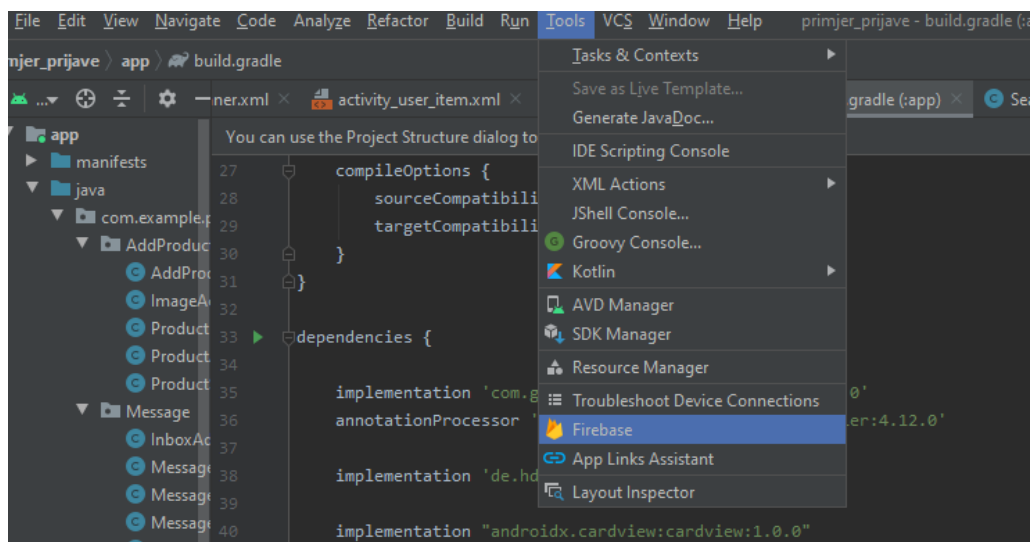 File Edit View Navigate Code Analyze Refactor Build Run Tools VCS Window Help primjer_prijave - build.gradle (:a
mjer_prijave app build.gradle
... ner.xml activity_user_item.xml .gradle (:app) Sea
app
manifests
java
com.example.p
AddProduc
AddProd
ImageA
Product
Product
Product
Message
InboxAc
Message
Message
Message
You can use the Project Structure dialog to
27 compileOptions {
28 sourceCompatibili
29 targetCompatibili
30 }
31 }
32
33 dependencies {
34
35 implementation 'com.g 0'
36 annotationProcessor ' er:4.12.0'
37
38 implementation 'de.hd
39
40 implementation "androidx.cardview:cardview:1.0.0"
Tasks & Contexts
Save as Live Template...
Generate JavaDoc...
IDE Scripting Console
XML Actions
JShell Console...
Groovy Console...
Kotlin
AVD Manager
SDK Manager
Resource Manager
Troubleshoot Device Connections
Firebase
App Links Assistant
Layout Inspector